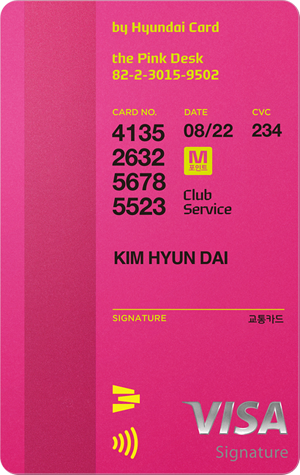 by Hyundai Card
the Pink Desk
82-2-3015-9502
CARD NO. DATE CVC
4135 08/22 234
2632 M
포인트
5678
5523 Club
Service
KIM HYUN DAI
SIGNATURE 교통카드
VISA
Signature